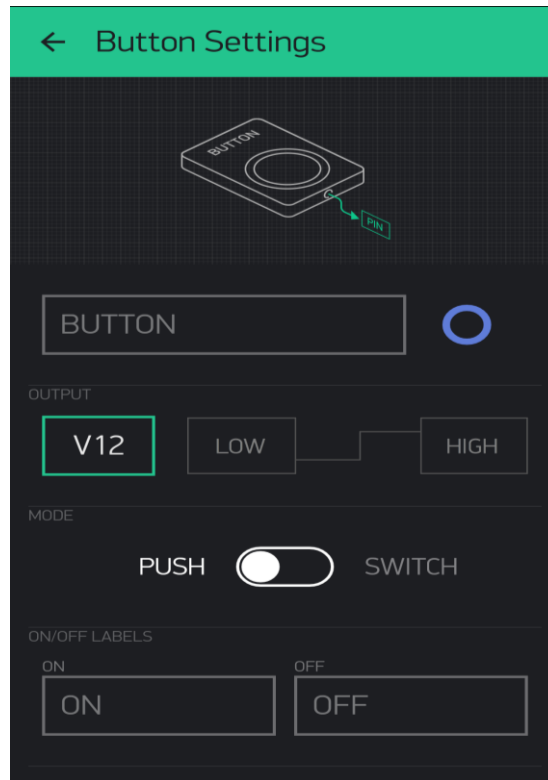 Button Settings
BUTTON
PIN
BUTTON
OUTPUT
V12 LOW HIGH
MODE
PUSH SWITCH
ON/OFF LABELS
ON OFF
ON OFF